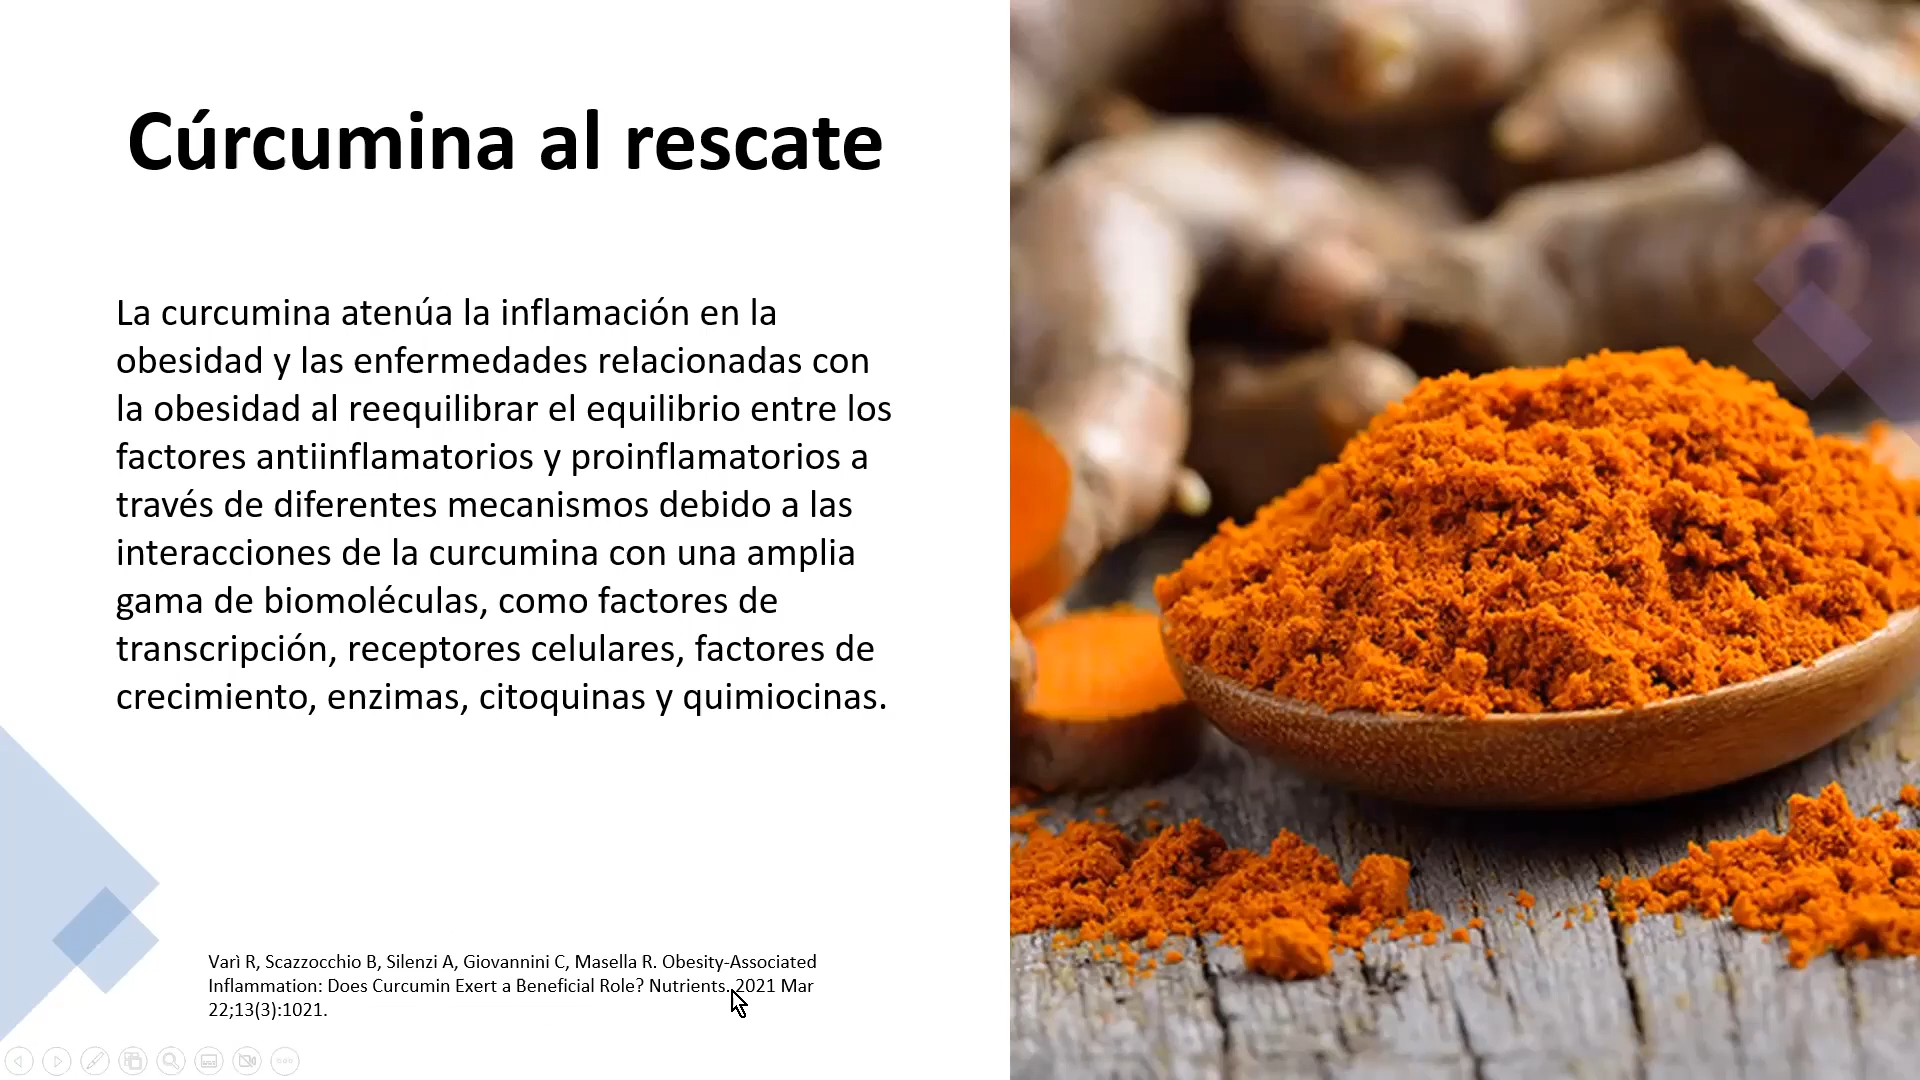 Cúrcumina al rescate
La curcumina atenúa la inflamación en la
obesidad y las enfermedades relacionadas con
la obesidad al reequilibrar el equilibrio entre los
factores antiinflamatorios y proinflamatorios a
través de diferentes mecanismos debido a las
interacciones de la curcumina con una amplia
gama de biomoléculas, como factores de
transcripción, receptores celulares, factores de
crecimiento, enzimas, citoquinas y quimiocinas.
Varì R, Scazzocchio B, Silenzi A, Giovannini C, Masella R. Obesity-Associated
Inflammation: Does Curcumin Exert a Beneficial Role? Nutrients. 2021 Mar
22;13(3):1021.